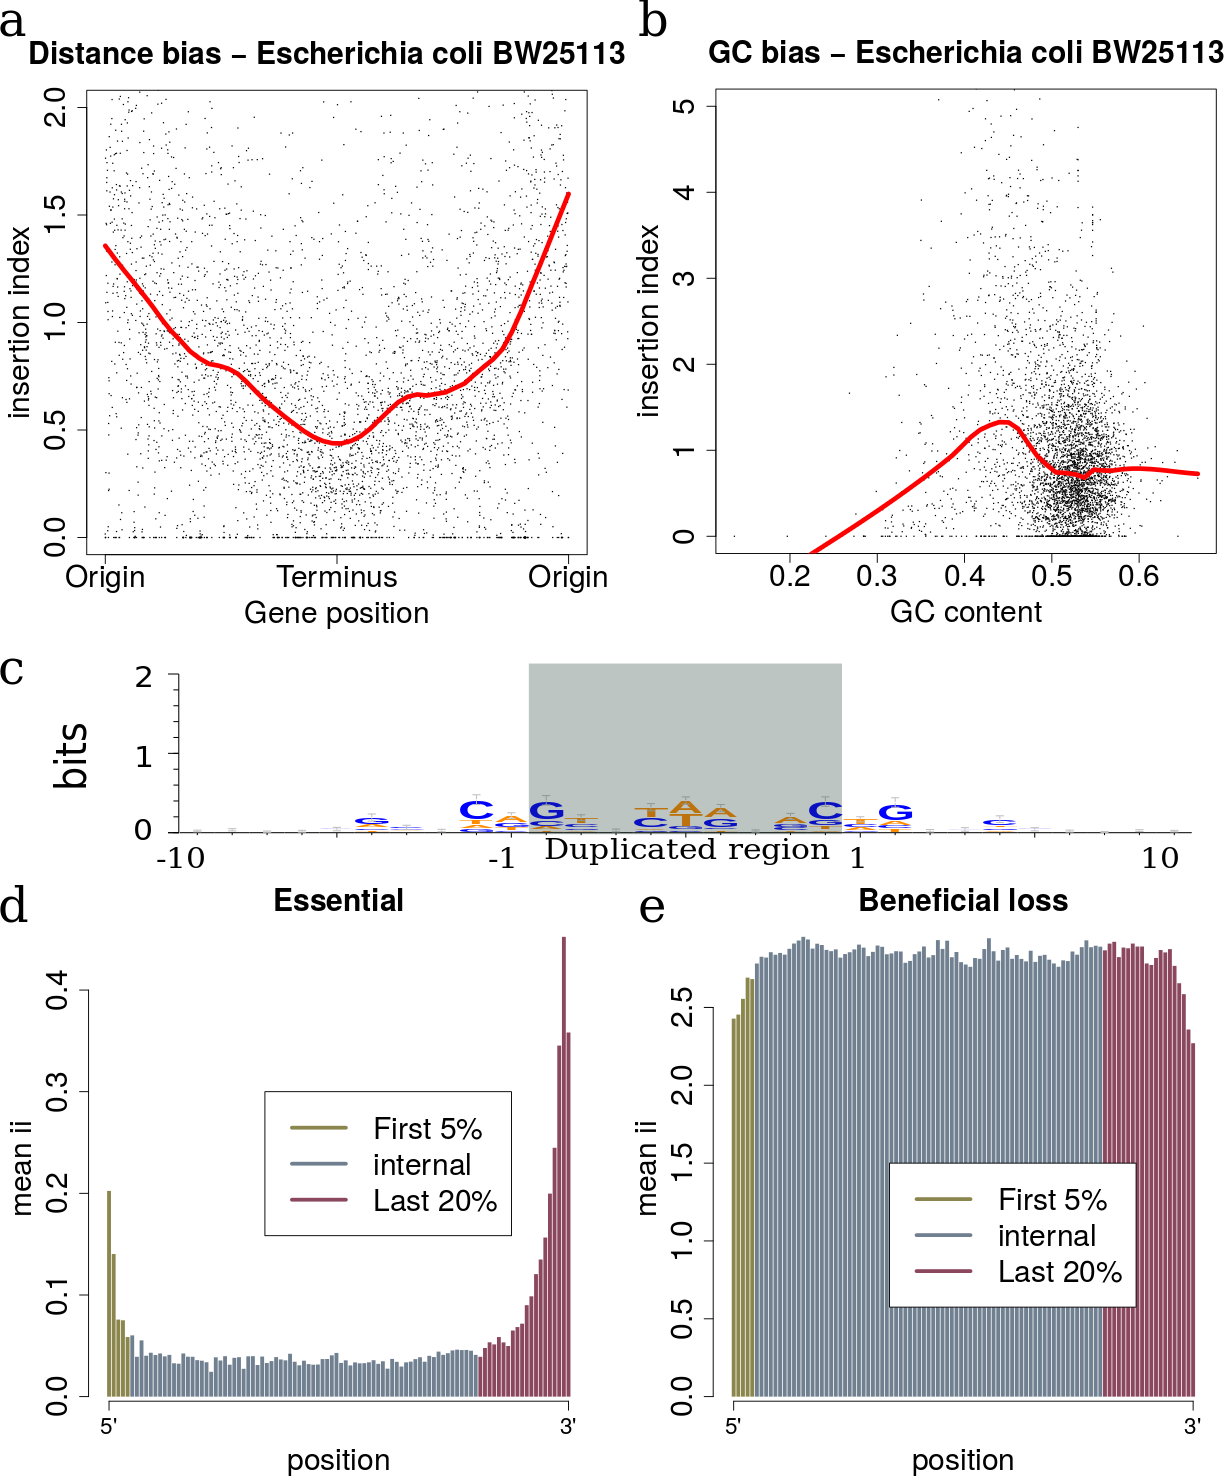 a
Distance bias – Escherichia coli BW25113
insertion index
2.0
1.5
1.0
0.5
0.0
Origin Terminus Origin
Gene position
b
GC bias – Escherichia coli BW25113
insertion index
5
4
3
2
1
0
0.2 0.3 0.4 0.5 0.6
GC content
c
bits
2
1
0
-10 -1 Duplicated region 1 10
d
Essential
mean ii
0.4
0.3
0.2
0.1
0.0
First 5%
internal
Last 20%
5' 3'
position
e
Beneficial loss
mean ii
2.5
2.0
1.5
1.0
0.5
0.0
First 5%
internal
Last 20%
5' 3'
position